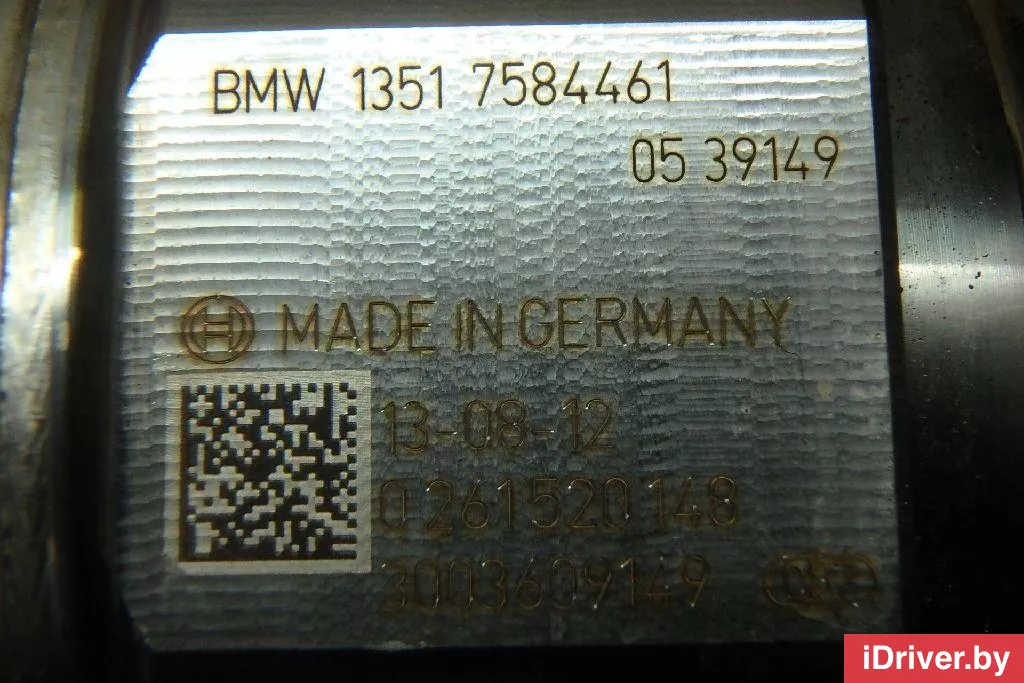 BMW 1351 7584461
05 39149
MADE IN GERMANY
13-08-12
0 261 520 148
3003609149
iDriver.by